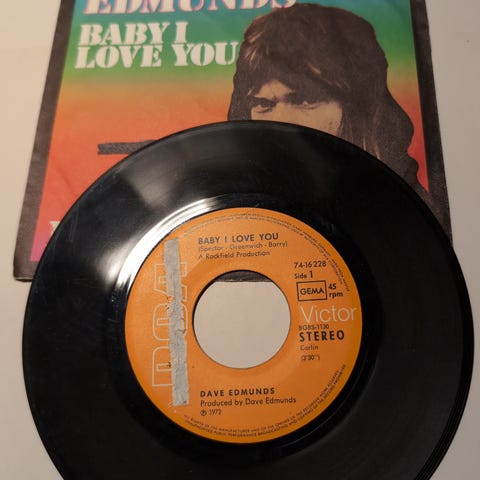 EDMUNDS
BABY I
LOVE YOU
BABY I LOVE YOU
(Spector - Greenwich - Barry)
A Rockfield Production
74-16 228
Side 1
GEMA
45
rpm
RCA
Victor
BGBS-1130
STEREO
Carlin
(3'30")
DAVE EDMUNDS
Produced by Dave Edmunds
℗ 1972